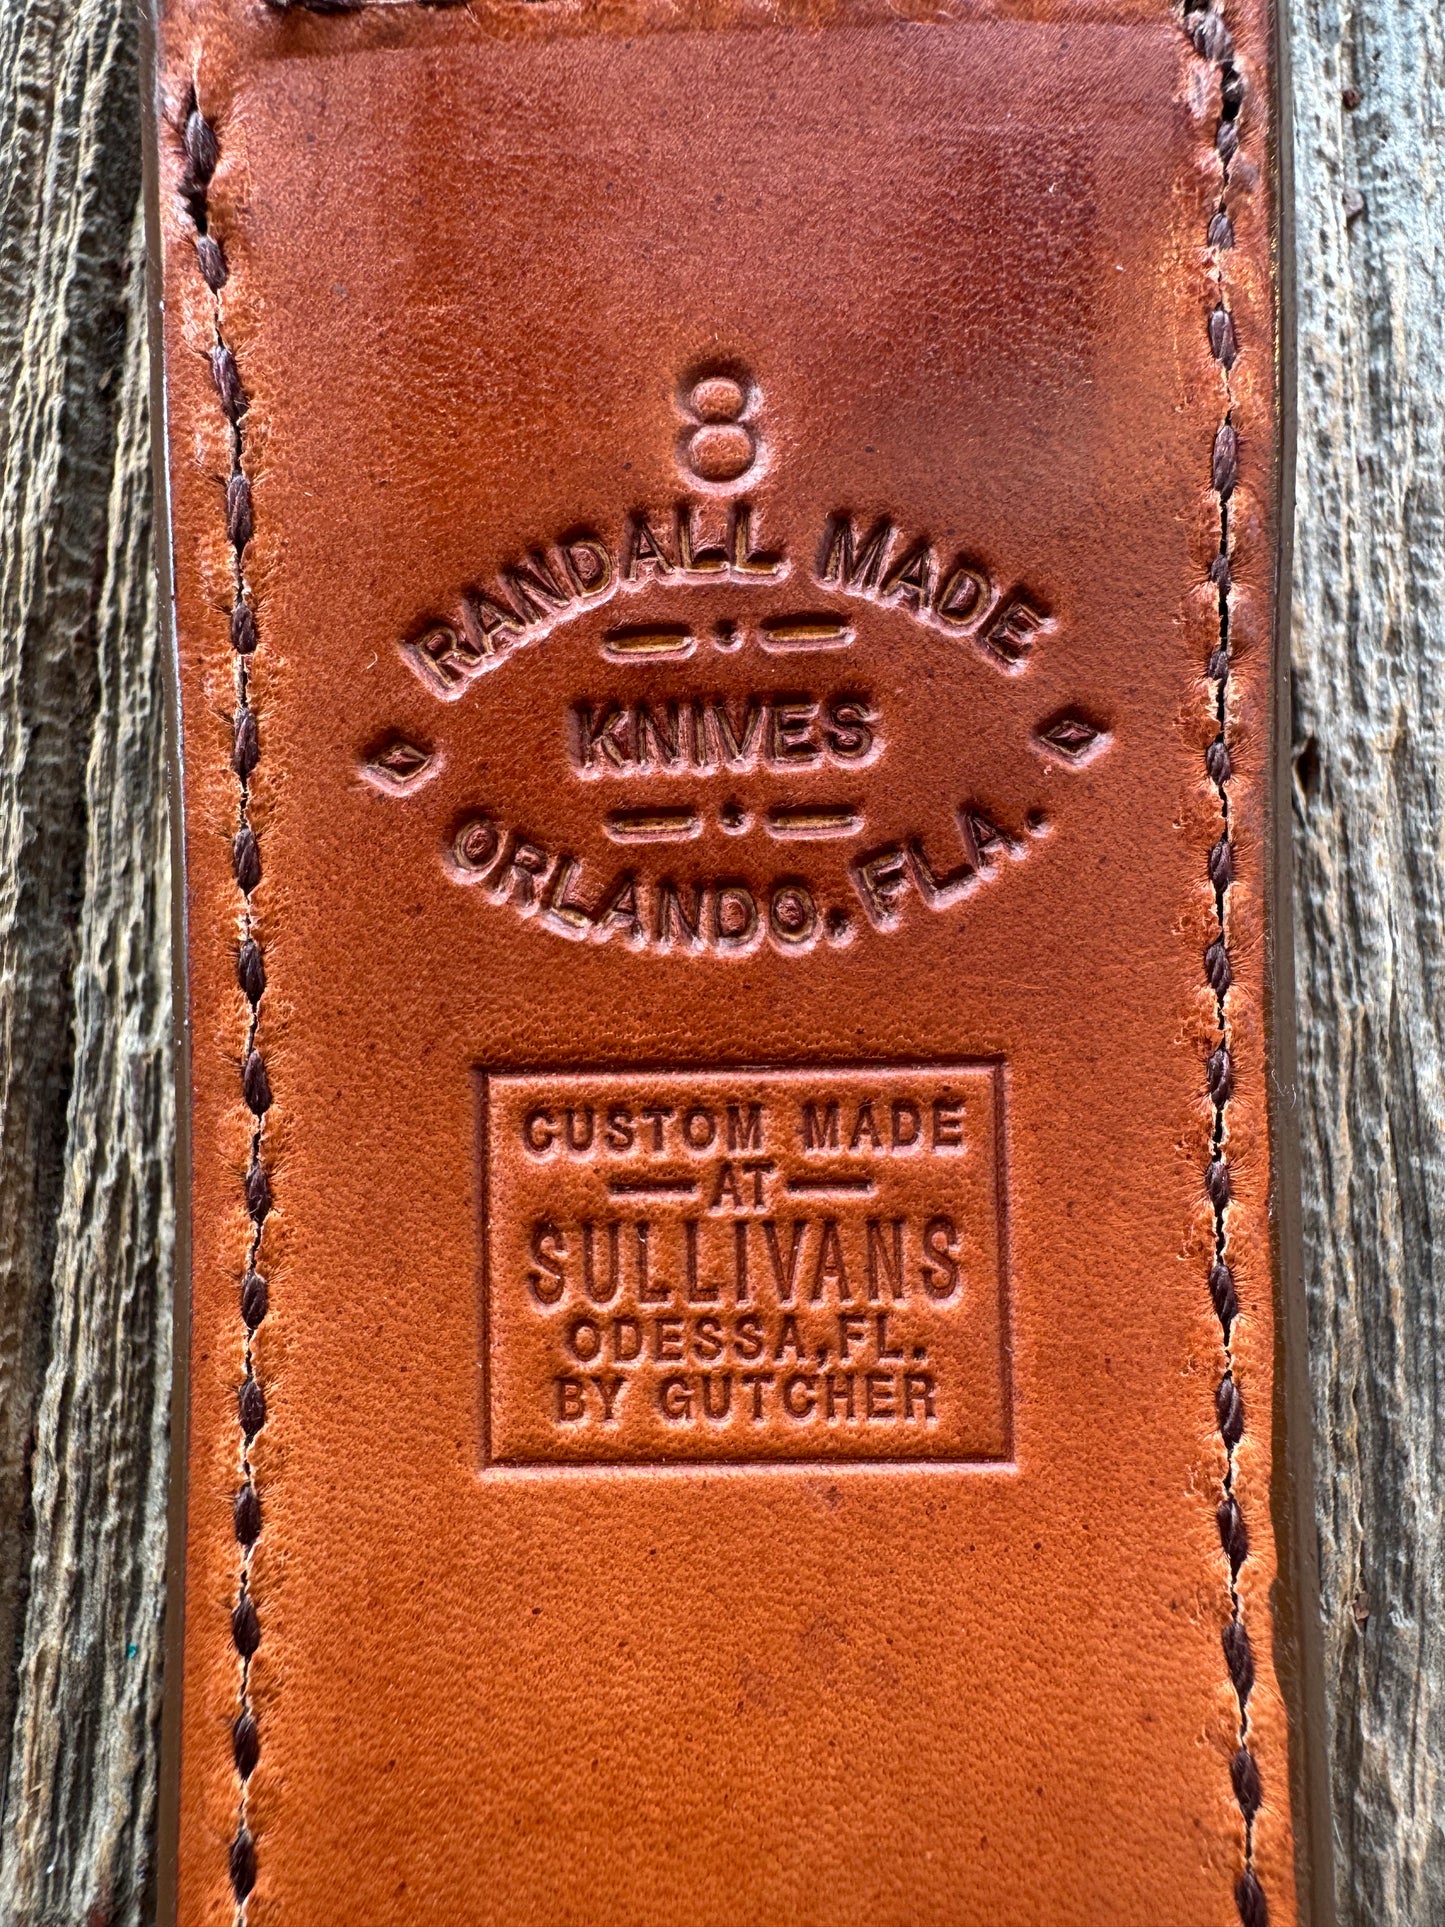 8
RANDALL MADE
KNIVES
ORLANDO, FLA.
CUSTOM MADE
AT
SULLIVANS
ODESSA, FL.
BY GUTCHER